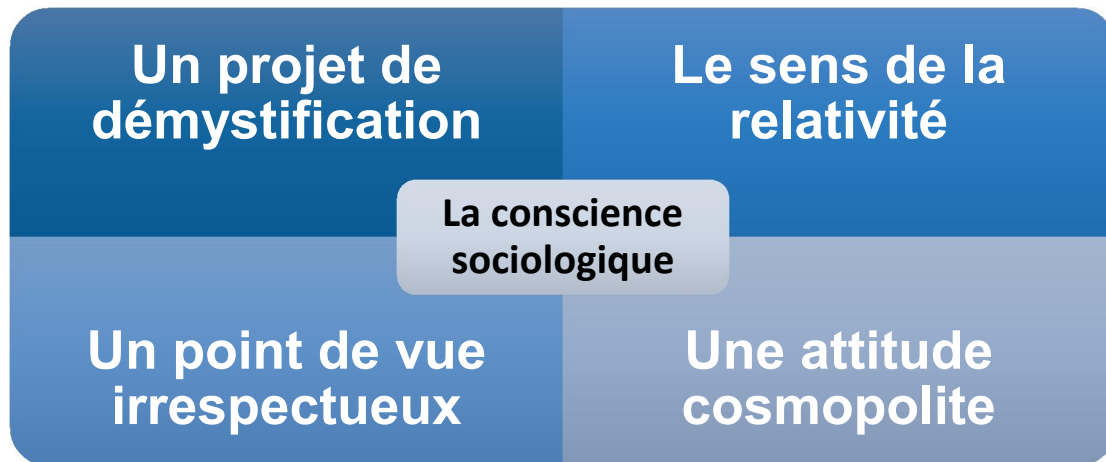 Un projet de
démystification
Le sens de la
relativité
La conscience
sociologique
Un point de vue
irrespectueux
Une attitude
cosmopolite